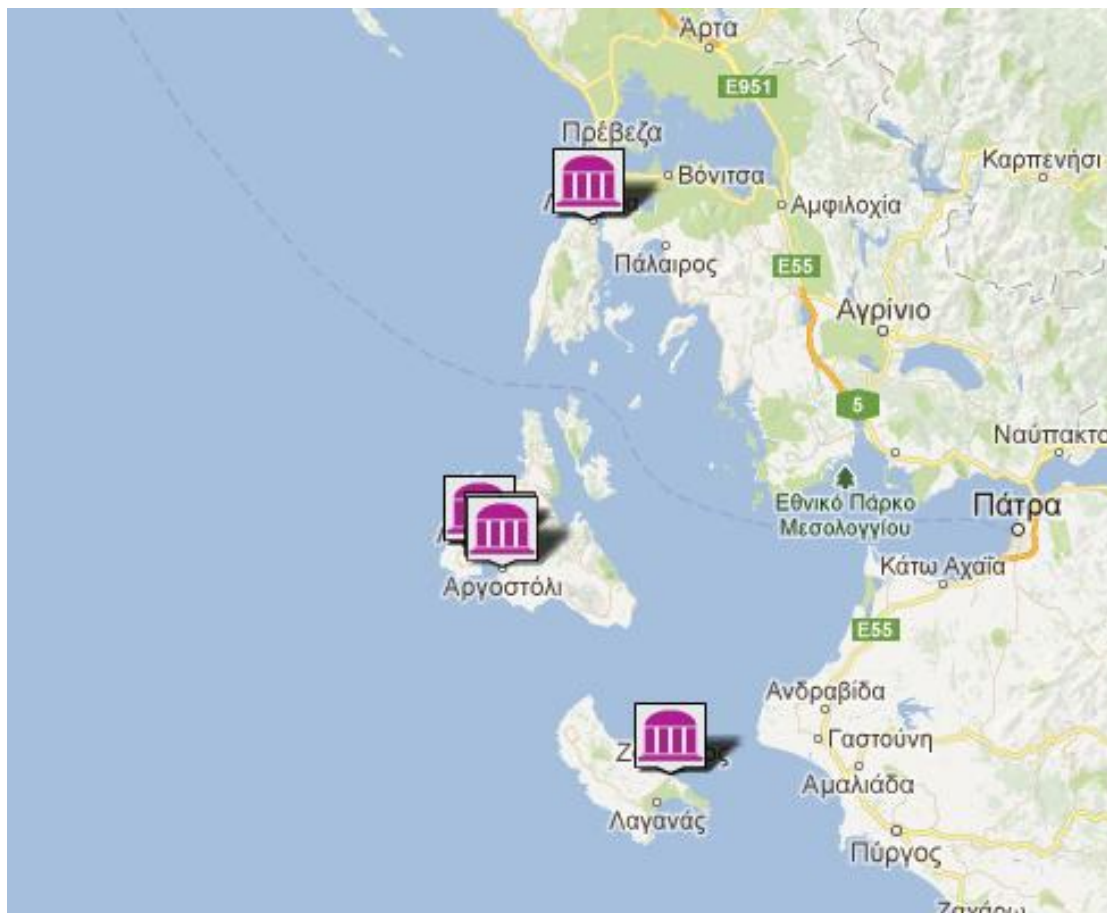 Άρτα
E951
Πρέβεζα
Βόνιτσα
Καρπενήσι
Αμφιλοχία
Πάλαιρος
E55
Αγρίνιο
5
Ναύπακτο
Εθνικό Πάρκο
Μεσολογγίου
Πάτρα
Κάτω Αχαΐα
Αργοστόλι
E55
Ανδραβίδα
Γαστούνη
Αμαλιάδα
Λαγανάς
Πύργος
Ζαχάρω